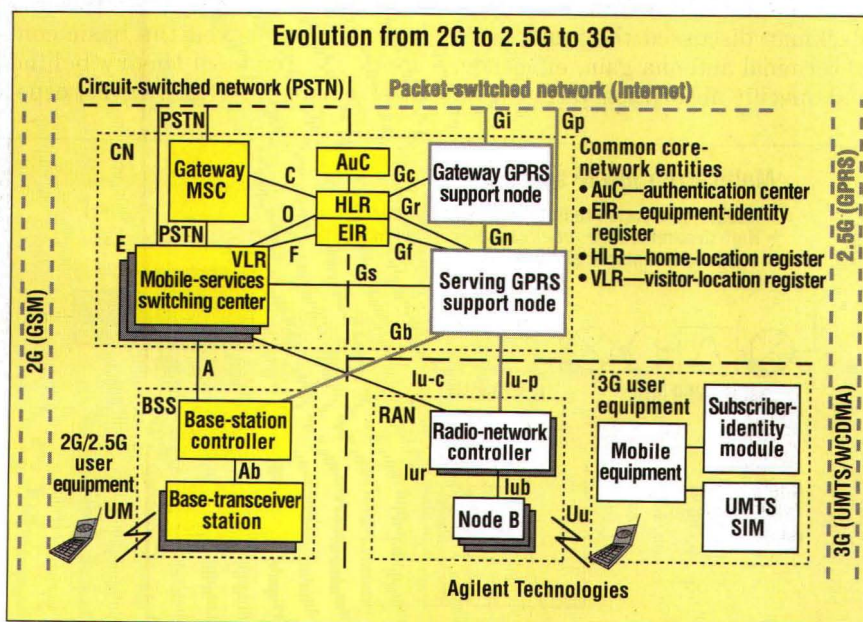 Evolution from 2G to 2.5G to 3G
Circuit-switched network (PSTN)
Packet-switched network (Internet)
PSTN
Gi
Gp
CN
Gateway
MSC
C
AuC
Gc
Gateway GPRS
support node
Common core-
network entities
• AuC—authentication center
• EIR—equipment-identity
register
• HLR—home-location register
• VLR—visitor-location register
O
HLR
Gr
EIR
E
PSTN
VLR
F
Gf
Gn
Mobile-services
switching center
Gs
Serving GPRS
support node
Gb
2G (GSM)
2.5G (GPRS)
A
Iu-c
Iu-p
BSS
Base-station
controller
RAN
Radio-network
controller
3G user
equipment
Subscriber-
identity
module
Mobile
equipment
2G/2.5G
user
equipment
Ab
Iur
Iub
UM
Base-transceiver
station
Node B
Uu
UMTS
SIM
3G (UMTS/WCDMA)
Agilent Technologies